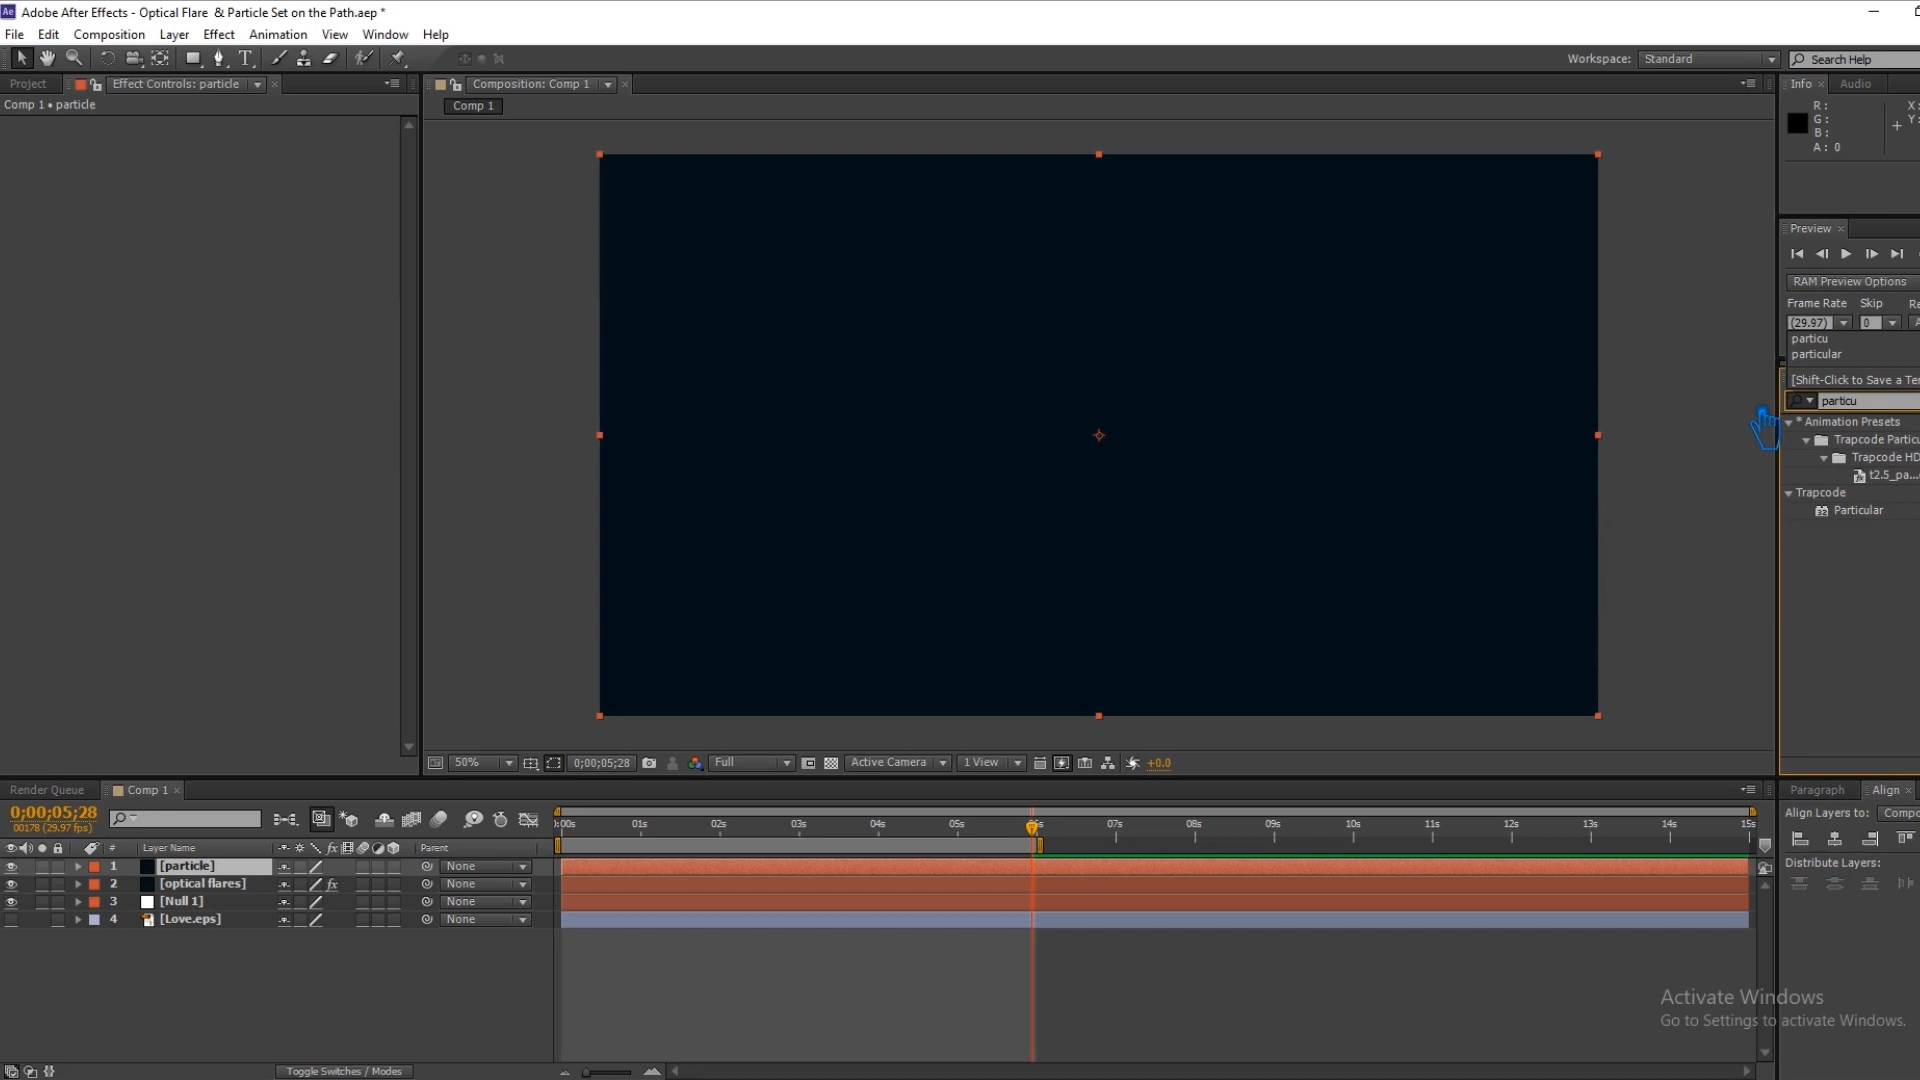 Adobe After Effects - Optical Flare  & Particle Set on the Path.aep *
File Edit Composition Layer Effect Animation View Window Help
Workspace: Standard Search Help
Project Effect Controls: particle Composition: Comp 1 Info Audio
Comp 1 • particle
Comp 1
R :
G :
B :
A : 0
X:
Y:
Preview
RAM Preview Options
Frame Rate Skip Re
(29.97) 0
particu
particular
[Shift-Click to Save a Te
particu
* Animation Presets
Trapcode Particu
Trapcode HD
t2.5_pa...
Trapcode
Particular
50% 0;00;05;28 Full Active Camera 1 View +0.0
Render Queue Comp 1 Paragraph Align
0;00;05;28
00178 (29.97 fps)
:00s 01s 02s 03s 04s 05s 07s 08s 09s 10s 11s 12s 13s 14s 15s
Align Layers to: Compo
# Layer Name Parent
Distribute Layers:
1 [particle] None
2 [optical flares] fx None
3 [Null 1] None
4 [Love.eps] None
Activate Windows
Go to Settings to activate Windows.
Toggle Switches / Modes